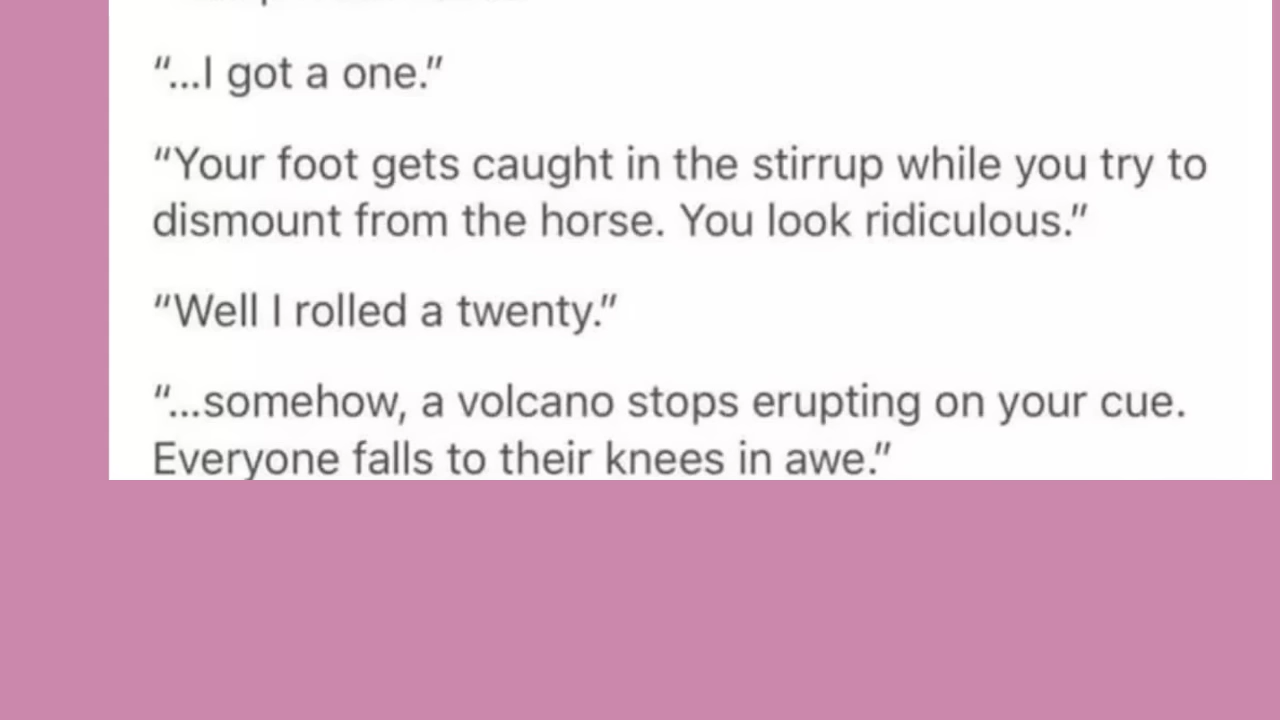 “...I got a one.”
“Your foot gets caught in the stirrup while you try to
dismount from the horse. You look ridiculous.”
“Well I rolled a twenty.”
“...somehow, a volcano stops erupting on your cue.
Everyone falls to their knees in awe.”